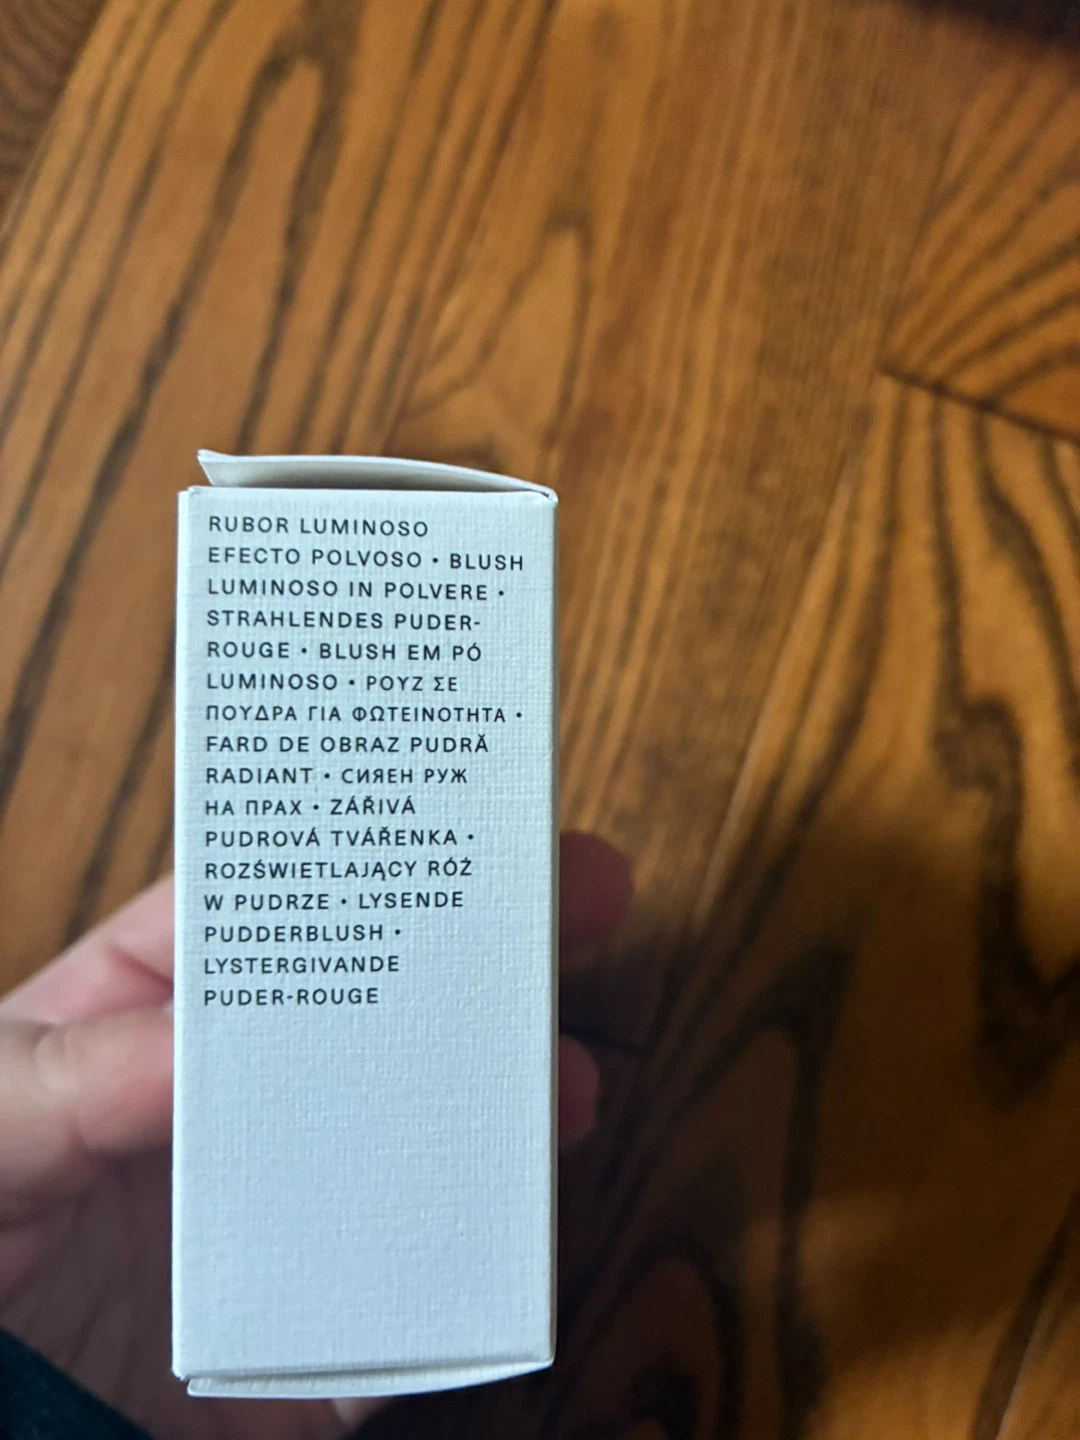 RUBOR LUMINOSO
EFECTO POLVOSO • BLUSH
LUMINOSO IN POLVERE •
STRAHLENDES PUDER-
ROUGE • BLUSH EM PÓ
LUMINOSO • ΡΟΥΖ ΣΕ
ΠΟΥΔΡΑ ΓΙΑ ΦΩΤΕΙΝΟΤΗΤΑ •
FARD DE OBRAZ PUDRĂ
RADIANT • СИЯЕН РУЖ
НА ПРАХ • ZÁŘIVÁ
PUDROVÁ TVÁŘENKA •
ROZŚWIETLAJĄCY RÓŻ
W PUDRZE • LYSENDE
PUDDERBLUSH •
LYSTERGIVANDE
PUDER-ROUGE